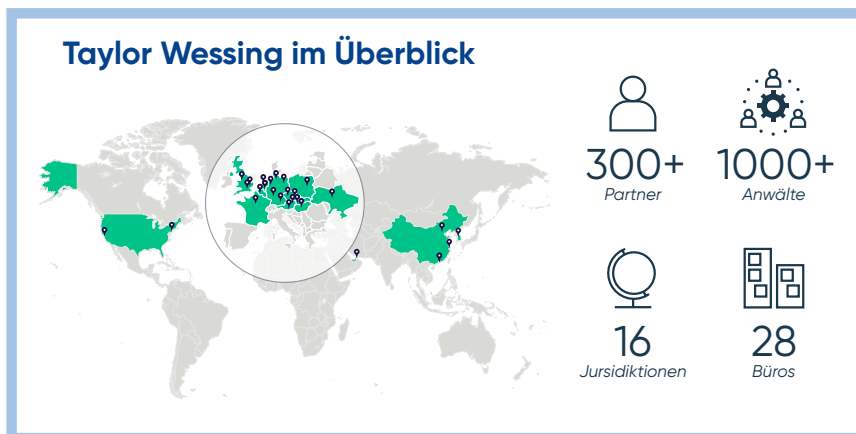 Taylor Wessing im Überblick
300+
Partner
1000+
Anwälte
16
Jursidiktionen
28
Büros